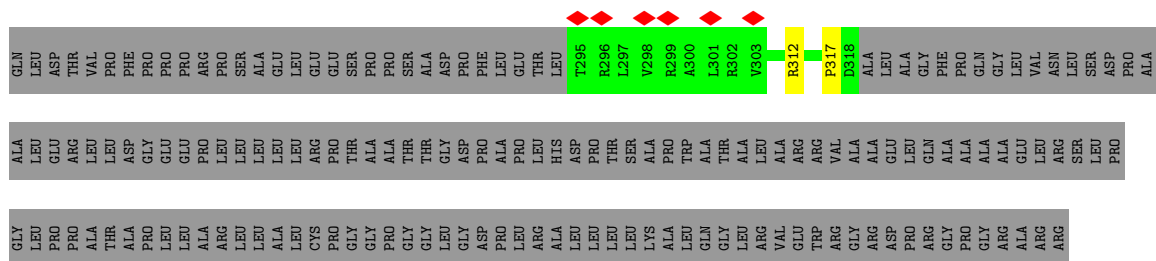 GLN LEU ASP THR VAL PRO PHE PRO PRO PRO ARG PRO SER ALA GLU LEU GLU GLU SER PRO PRO SER ALA ASP PRO PHE LEU GLU THR LEU T295 R296 L297 V298 R299 A300 L301 R302 V303 R312 P317 D318 ALA LEU ALA GLY PHE PRO GLN GLY LEU VAL ASN LEU SER ASP PRO ALA
ALA LEU GLU ARG LEU LEU ASP GLY GLU GLU PRO LEU LEU LEU LEU LEU ARG PRO THR ALA ALA THR THR GLY ASP PRO ALA PRO LEU HIS ASP PRO THR SER ALA PRO TRP ALA THR ALA LEU ALA ARG ARG VAL ALA ALA GLU LEU GLN ALA ALA ALA ALA GLU LEU ARG SER LEU PRO
GLY LEU PRO PRO ALA THR ALA PRO LEU LEU ALA ARG LEU LEU ALA LEU CYS PRO GLY GLY PRO GLY GLY LEU GLY ASP PRO LEU ARG ALA LEU LEU LEU LEU LYS ALA LEU GLN GLY LEU ARG VAL GLU TRP ARG GLY ARG ASP PRO ARG GLY PRO GLY ARG ALA ARG ARG